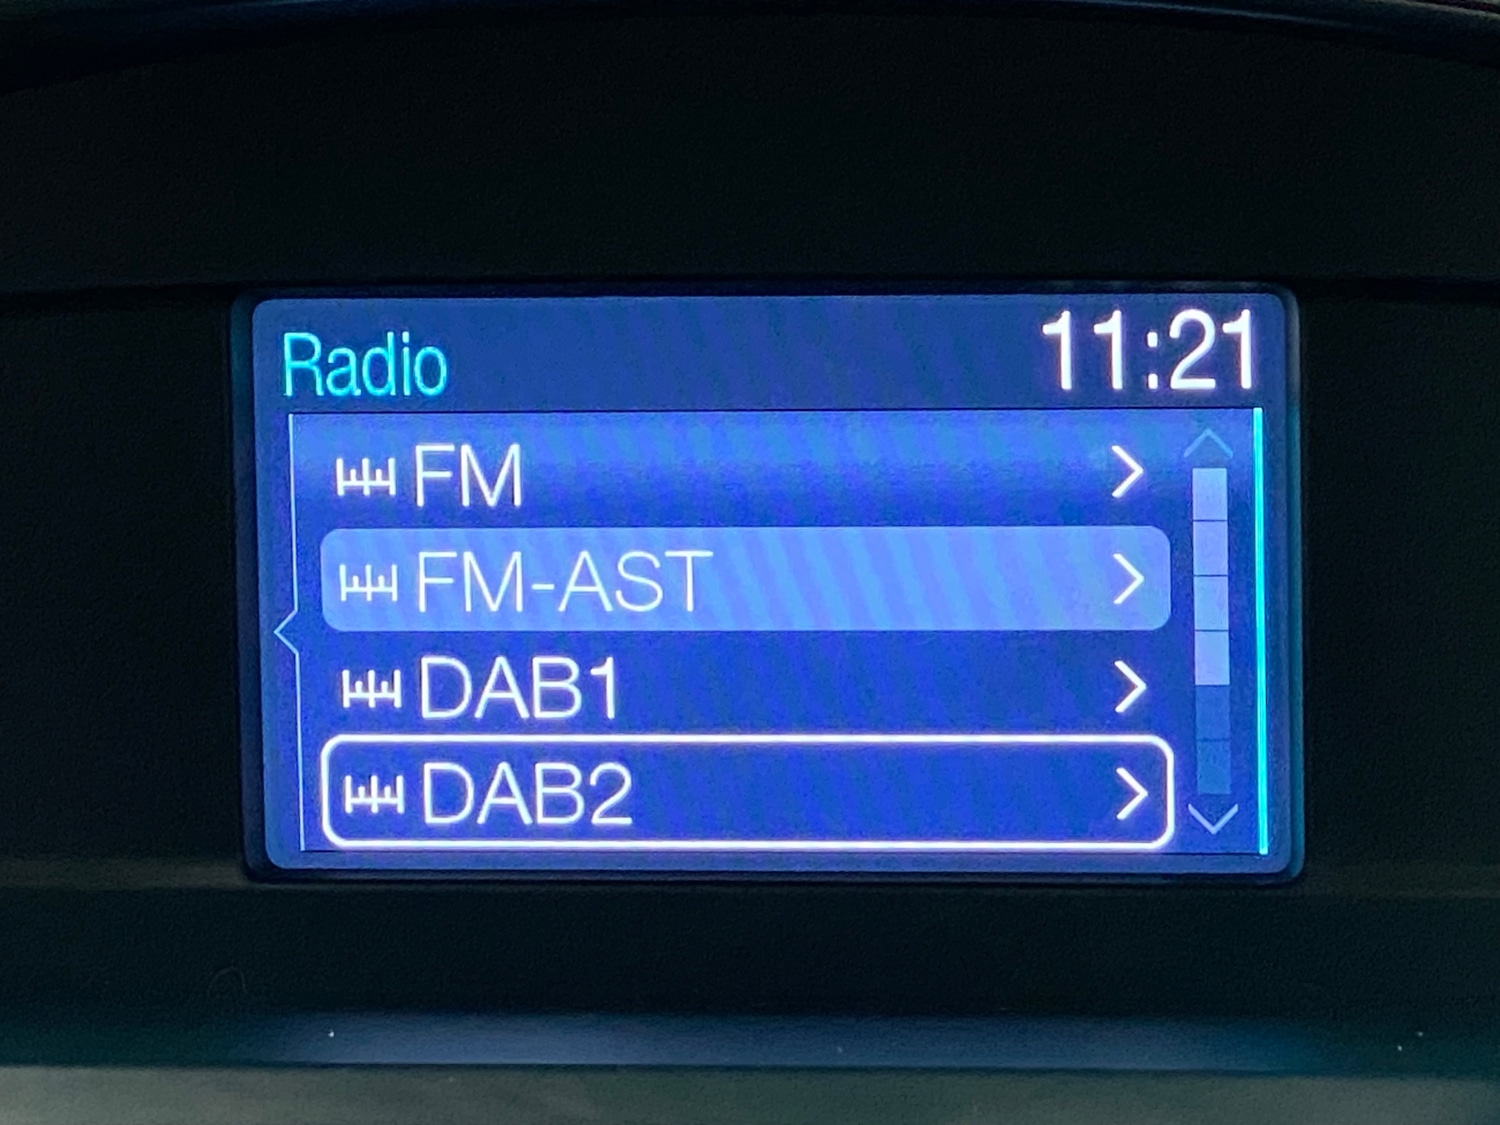 Radio 11:21
FM
FM-AST
DAB1
DAB2